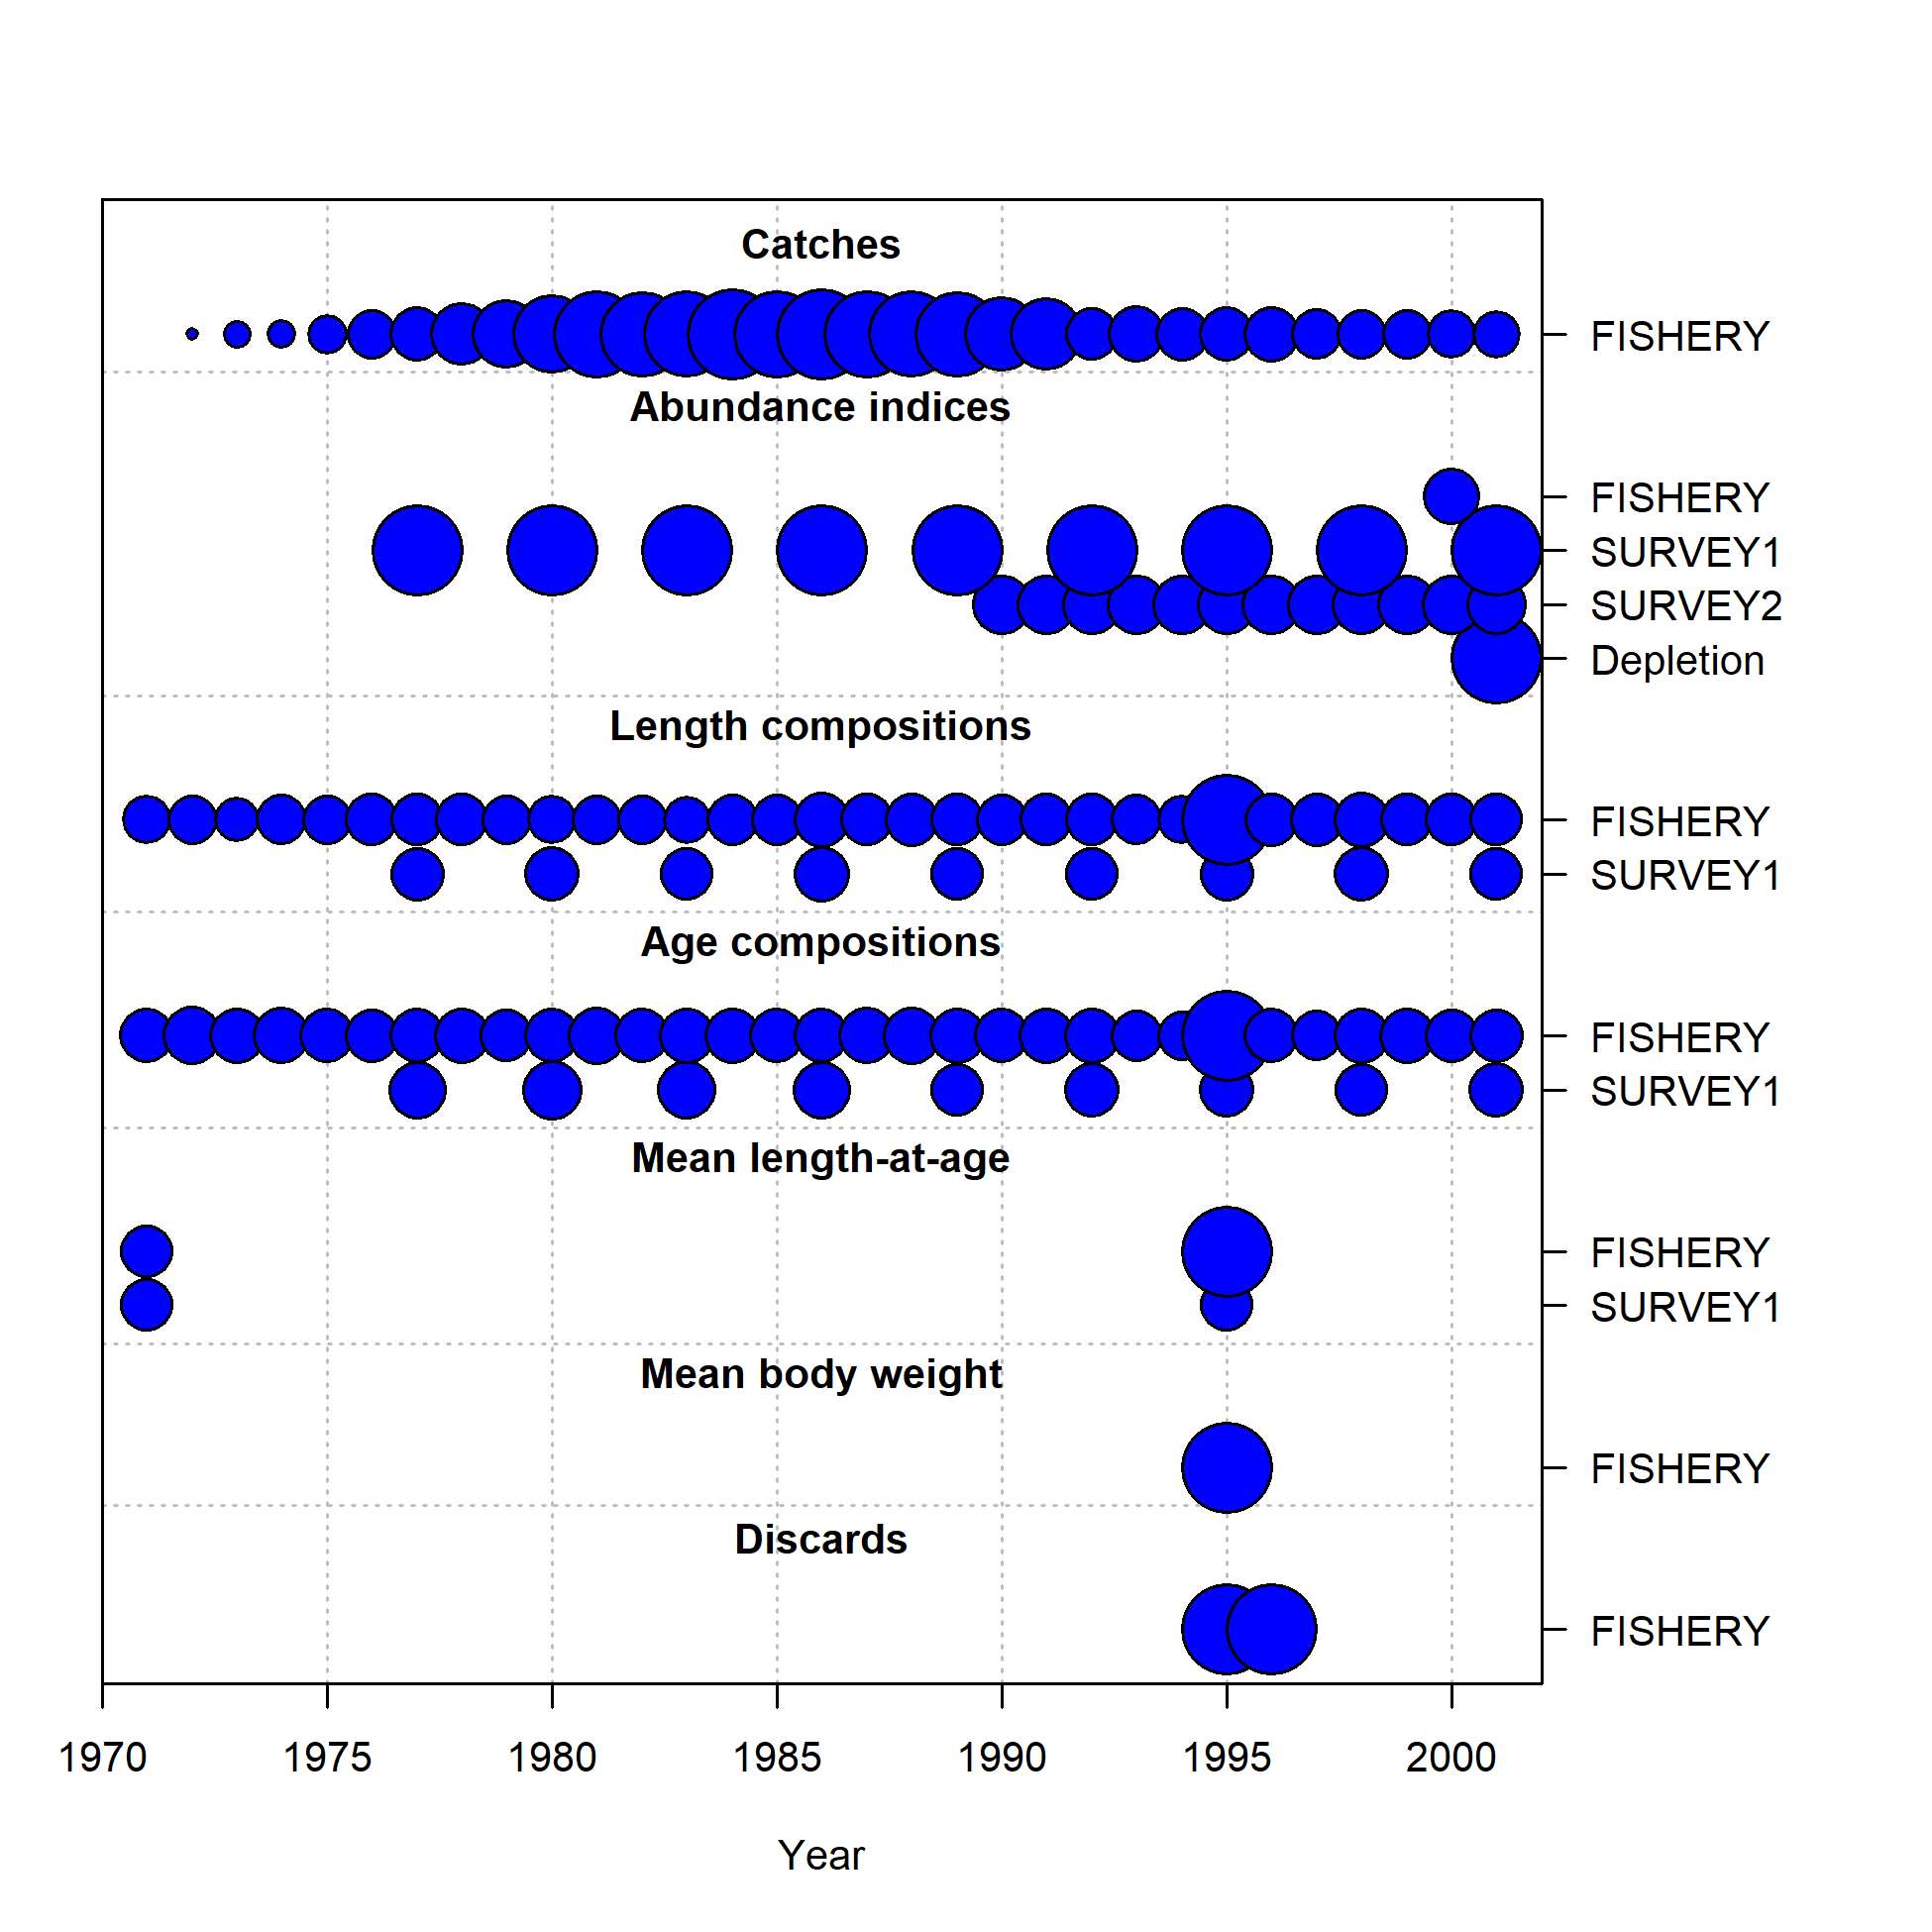 Catches
FISHERY
Abundance indices
FISHERY
SURVEY1
SURVEY2
Depletion
Length compositions
FISHERY
SURVEY1
Age compositions
FISHERY
SURVEY1
Mean length-at-age
FISHERY
SURVEY1
Mean body weight
FISHERY
Discards
FISHERY
1970 1975 1980 1985 1990 1995 2000
Year